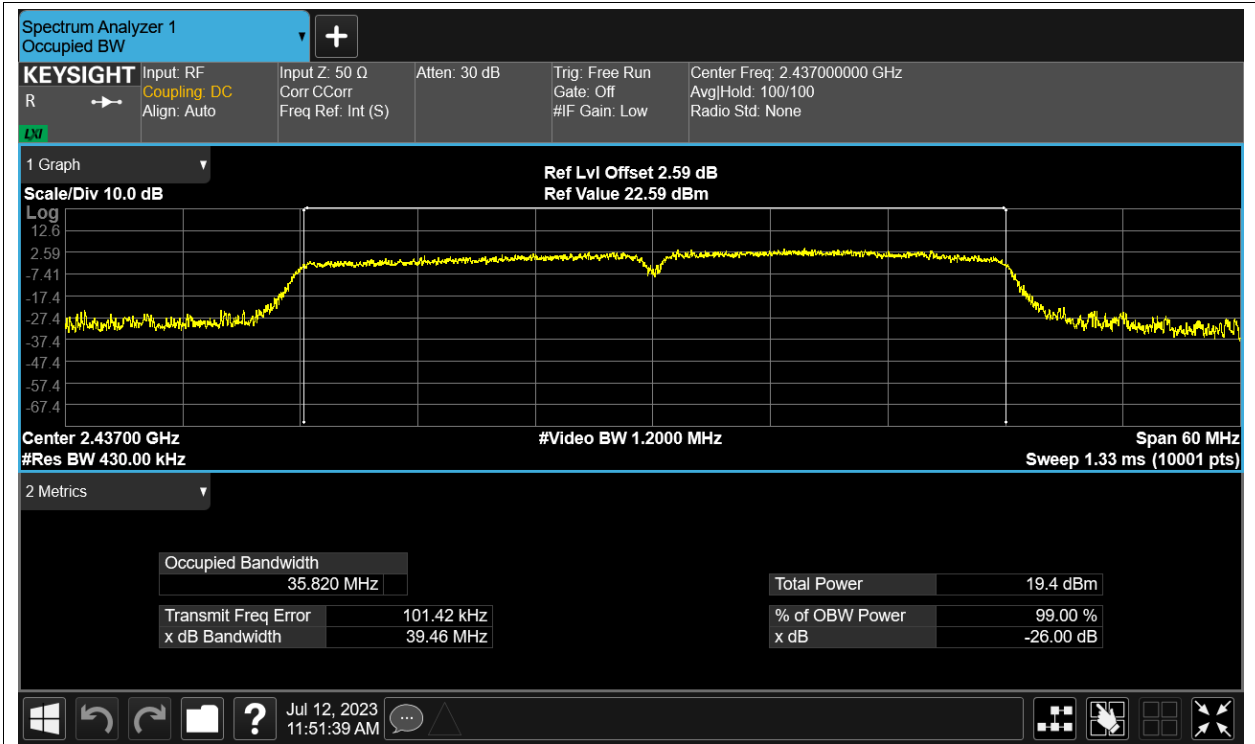 Spectrum Analyzer 1
Occupied BW
KEYSIGHT
R
LXI
Input: RF
Coupling: DC
Align: Auto
Input Z: 50 Ω
Corr CCorr
Freq Ref: Int (S)
Atten: 30 dB
Trig: Free Run
Gate: Off
#IF Gain: Low
Center Freq: 2.437000000 GHz
Avg|Hold: 100/100
Radio Std: None
1 Graph
Scale/Div 10.0 dB
Ref Lvl Offset 2.59 dB
Ref Value 22.59 dBm
Log
12.6
2.59
-7.41
-17.4
-27.4
-37.4
-47.4
-57.4
-67.4
Center 2.43700 GHz
#Video BW 1.2000 MHz
Span 60 MHz
#Res BW 430.00 kHz
Sweep 1.33 ms (10001 pts)
2 Metrics
Occupied Bandwidth
35.820 MHz
Total Power 19.4 dBm
Transmit Freq Error 101.42 kHz
% of OBW Power 99.00 %
x dB Bandwidth 39.46 MHz
x dB -26.00 dB
Jul 12, 2023
11:51:39 AM